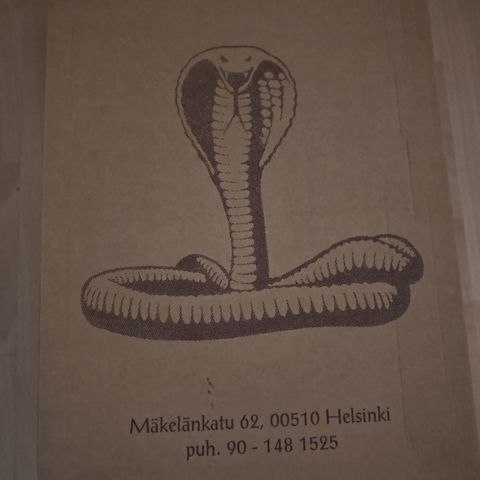 Mäkelänkatu 62, 00510 Helsinki
puh. 90 - 148 1525